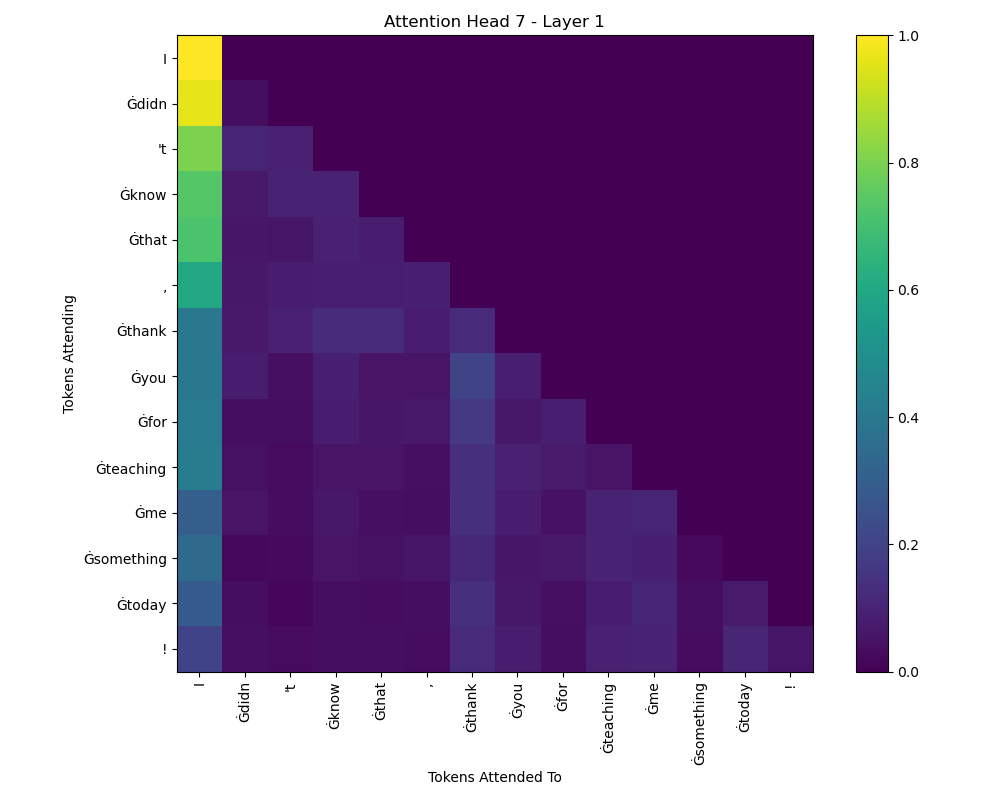 Attention Head 7 - Layer 1
Tokens Attending
I
Ġdidn
't
Ġknow
Ġthat
,
Ġthank
Ġyou
Ġfor
Ġteaching
Ġme
Ġsomething
Ġtoday
!
I
Ġdidn
't
Ġknow
Ġthat
,
Ġthank
Ġyou
Ġfor
Ġteaching
Ġme
Ġsomething
Ġtoday
!
Tokens Attended To
1.0
0.8
0.6
0.4
0.2
0.0